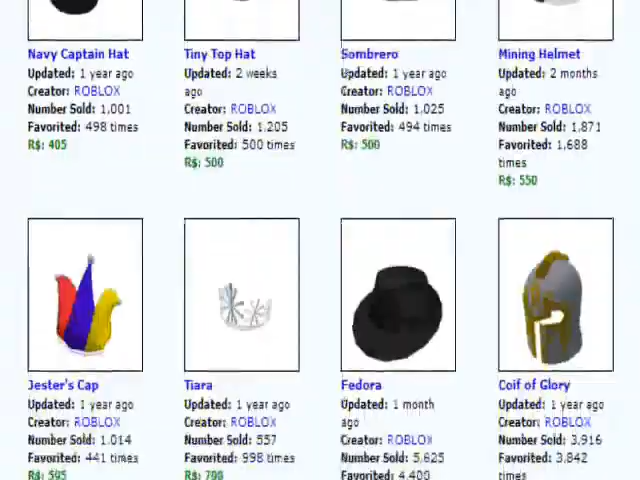 Navy Captain Hat
Updated: 1 year ago
Creator: ROBLOX
Number Sold: 1,001
Favorited: 498 times
R$: 405
Tiny Top Hat
Updated: 2 weeks
ago
Creator: ROBLOX
Number Sold: 1,205
Favorited: 500 times
R$: 500
Sombrero
Updated: 1 year ago
Creator: ROBLOX
Number Sold: 1,025
Favorited: 494 times
R$: 500
Mining Helmet
Updated: 2 months
ago
Creator: ROBLOX
Number Sold: 1,871
Favorited: 1,688
times
R$: 550
Jester's Cap
Updated: 1 year ago
Creator: ROBLOX
Number Sold: 1,014
Favorited: 441 times
R$: 595
Tiara
Updated: 1 year ago
Creator: ROBLOX
Number Sold: 557
Favorited: 998 times
R$: 790
Fedora
Updated: 1 month
ago
Creator: ROBLOX
Number Sold: 5,625
Favorited: 4,400
Coif of Glory
Updated: 1 year ago
Creator: ROBLOX
Number Sold: 3,916
Favorited: 3,842
times